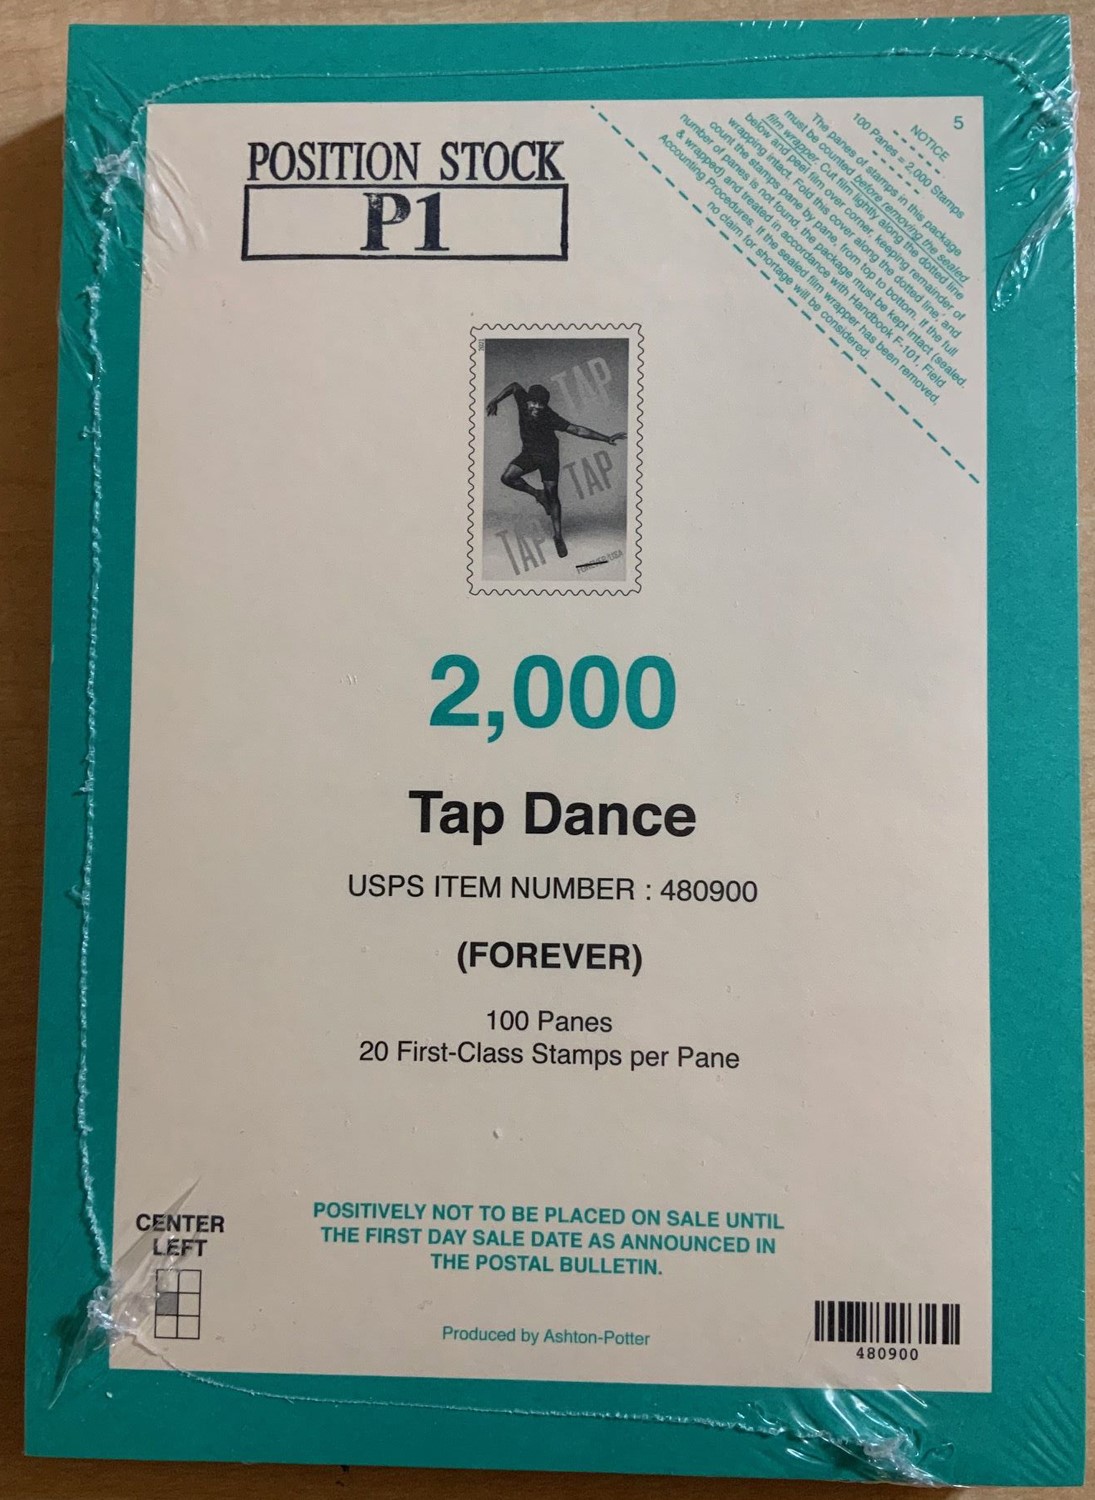 POSITION STOCK
P1
5
NOTICE
100 Panes = 2,000 Stamps
The panes of stamps in this package
must be counted before removing the sealed
film wrapper. Cut film lightly along the dotted line
below and peel film over corner, keeping remainder of
wrapping intact. Fold this cover along the dotted line, and
count the stamps pane by pane, from top to bottom. If the full
number of panes is not found, the package must be kept intact (sealed
& wrapped) and treated in accordance with Handbook F-101, Field
Accounting Procedures. If the sealed film wrapper has been removed,
no claim for shortage will be considered.
2021
TAP
TAP
TAP
FOREVER/USA
2,000
Tap Dance
USPS ITEM NUMBER : 480900
(FOREVER)
100 Panes
20 First-Class Stamps per Pane
CENTER
LEFT
POSITIVELY NOT TO BE PLACED ON SALE UNTIL
THE FIRST DAY SALE DATE AS ANNOUNCED IN
THE POSTAL BULLETIN.
Produced by Ashton-Potter
480900